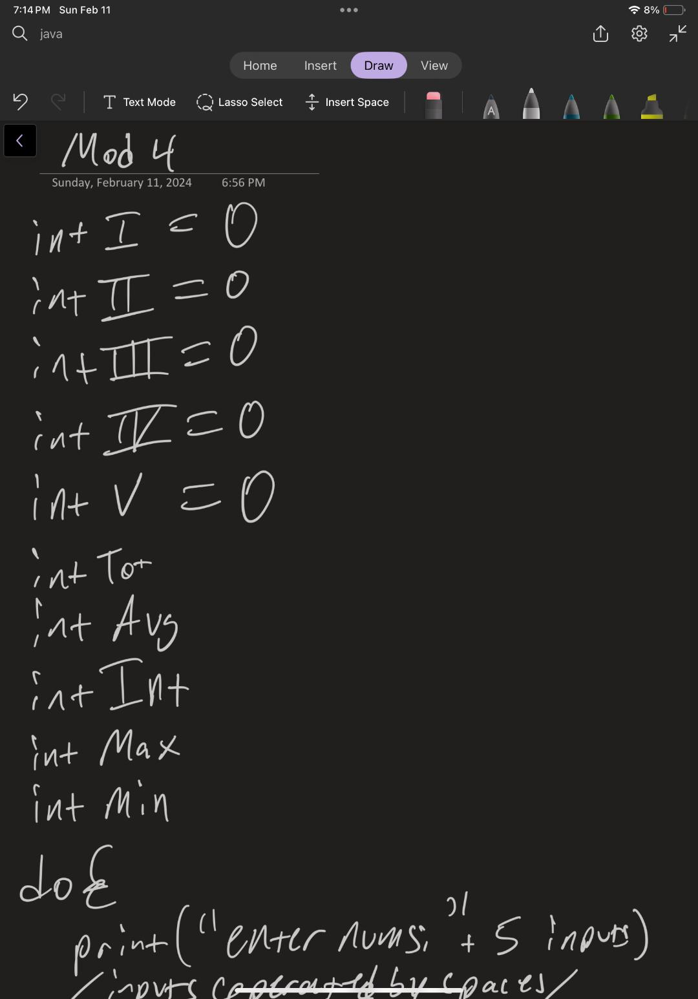 7:14 PM Sun Feb 11
8%
java
Home Insert Draw View
Text Mode Lasso Select Insert Space
A
Mod 4
Sunday, February 11, 2024 6:56 PM
int I = 0
int II = 0
int III = 0
int IV = 0
int V = 0
int Tot
int Avg
int Int
int Max
int Min
do {
print("enter nums:" + 5 inputs)
/inputs seperated by spaces/